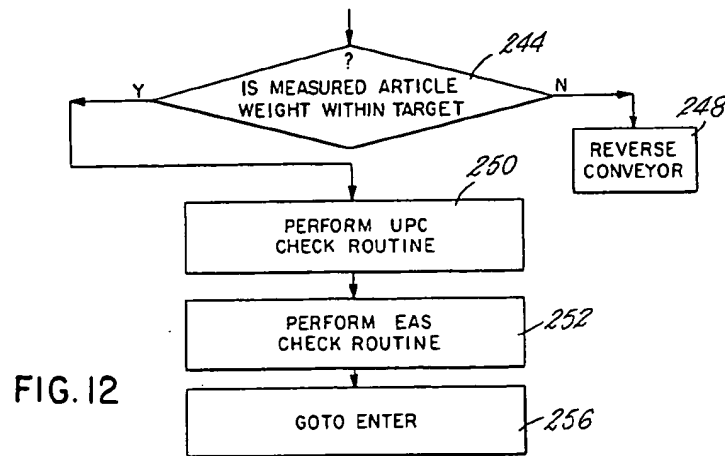 244
?
IS MEASURED ARTICLE
WEIGHT WITHIN TARGET
Y
N
248
REVERSE
CONVEYOR
250
PERFORM UPC
CHECK ROUTINE
PERFORM EAS
CHECK ROUTINE
252
FIG. 12
GOTO ENTER
256